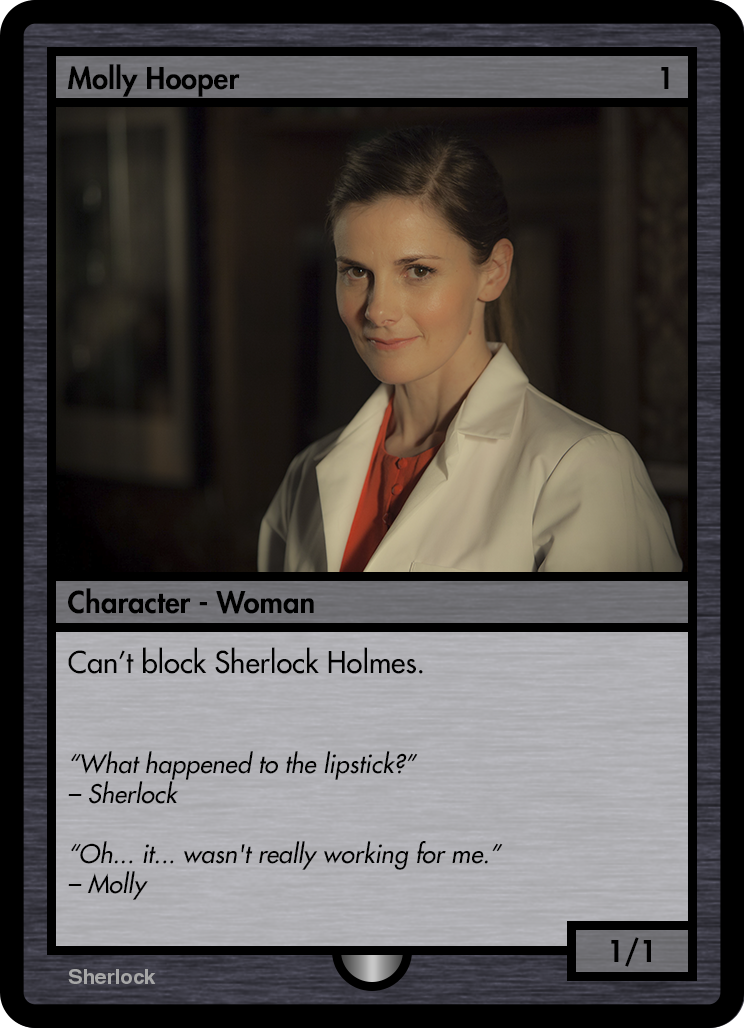 Molly Hooper 1
Character - Woman
Can’t block Sherlock Holmes.
“What happened to the lipstick?”
– Sherlock
“Oh... it... wasn't really working for me.”
– Molly
1/1
Sherlock